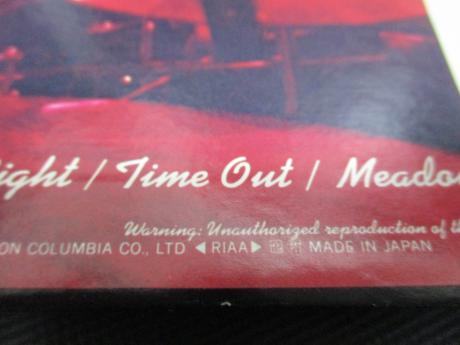 ight / Time Out / Meado
Warning: Unauthorized reproduction of th
ON COLUMBIA CO., LTD ◀ RIAA ▶ MADE IN JAPAN